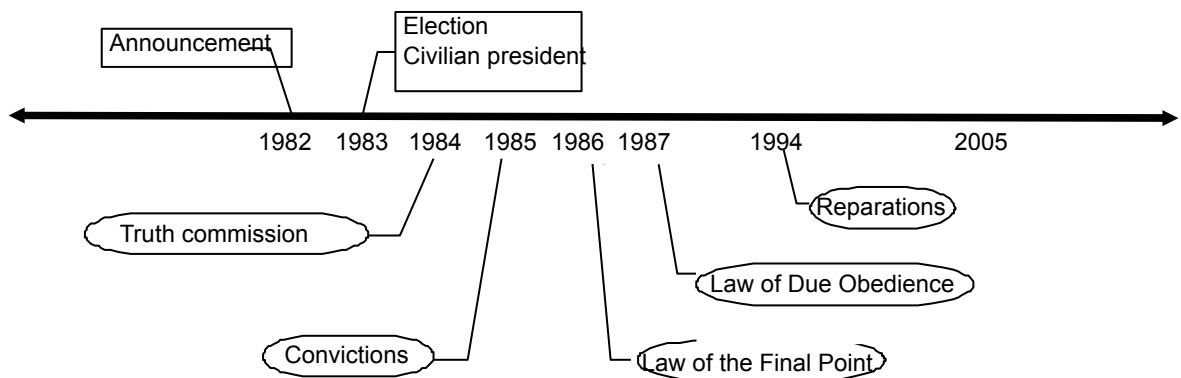 Announcement
Election
Civilian president
1982 1983 1984 1985 1986 1987 1994 2005
Reparations
Truth commission
Law of Due Obedience
Convictions
Law of the Final Point